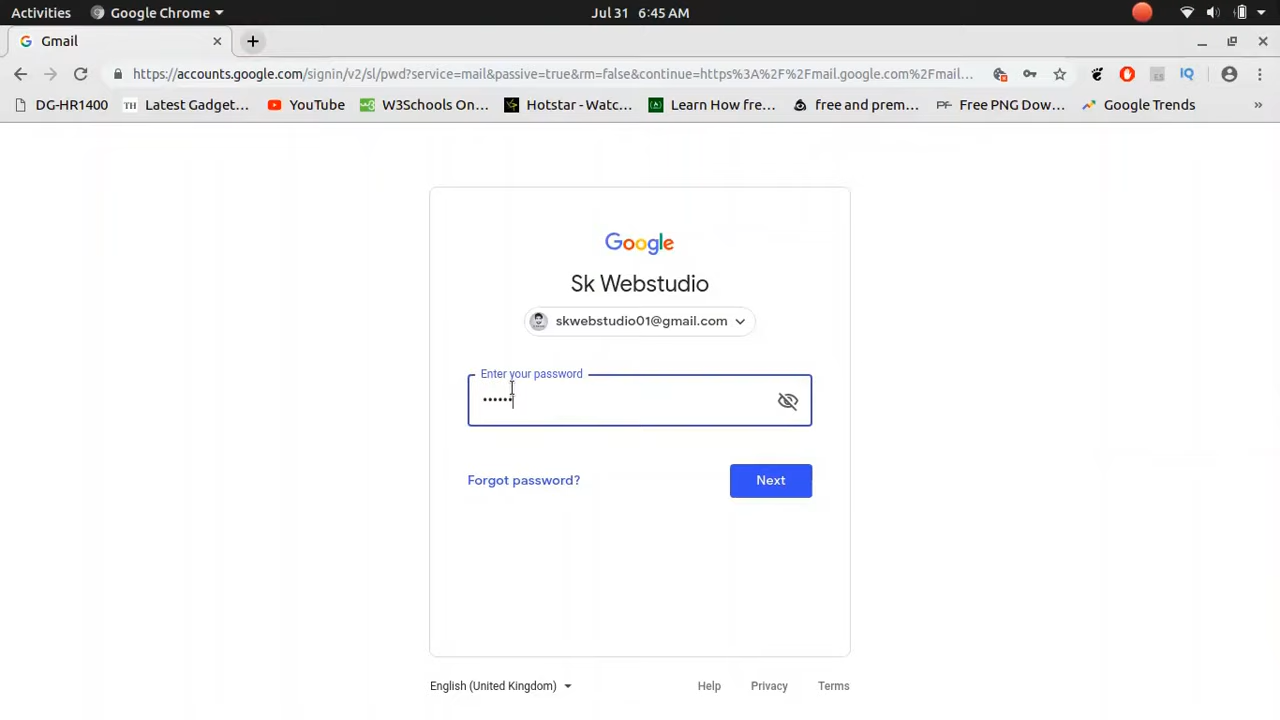 Activities Google Chrome Jul 31 6:45 AM
Gmail
https://accounts.google.com/signin/v2/sl/pwd?service=mail&passive=true&rm=false&continue=https%3A%2F%2Fmail.google.com%2Fmail...
DG-HR1400 TH Latest Gadget... YouTube W3Schools On... Hotstar - Watc... Learn How fre... free and prem... PF Free PNG Dow... Google Trends »
Google
Sk Webstudio
skwebstudio01@gmail.com
Enter your password
••••••
Forgot password? Next
English (United Kingdom) Help Privacy Terms